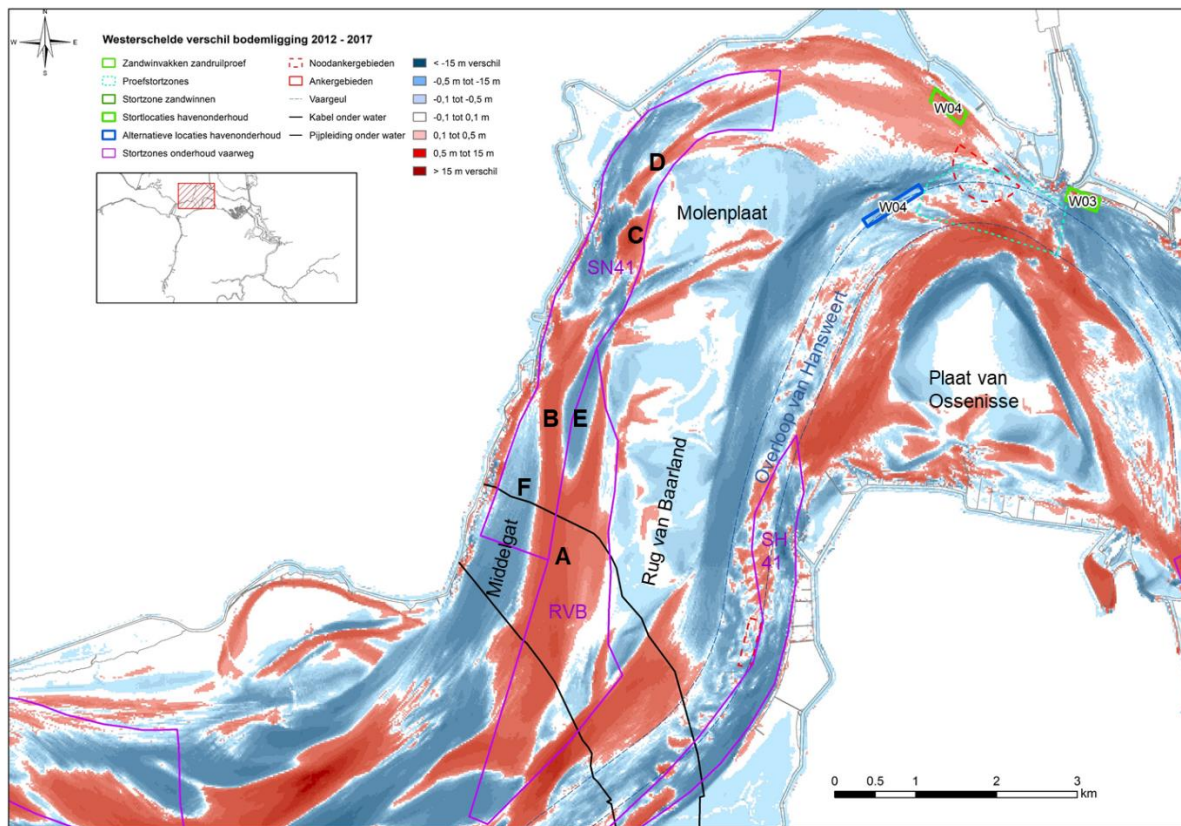 N
W E
S
Westerschelde verschil bodemligging 2012 - 2017
Zandwinvakken zandruilproef
Proefstortzones
Stortzone zandwinnen
Stortlocaties havenonderhoud
Alternatieve locaties havenonderhoud
Stortzones onderhoud vaarweg
Noodankergebieden
Ankergebieden
Vaargeul
Kabel onder water
Pijpleiding onder water
< -15 m verschil
-0,5 m tot -15 m
-0,1 tot -0,5 m
-0,1 tot 0,1 m
0,1 tot 0,5 m
0,5 m tot 15 m
> 15 m verschil
W04
D
Molenplaat
W04
W03
C
SN41
Overloop van Hansweert
Plaat van
Ossenisse
B
E
Rug van Baarland
F
Middelgat
A
SH
41
RVB
0 0.5 1 2 3
km